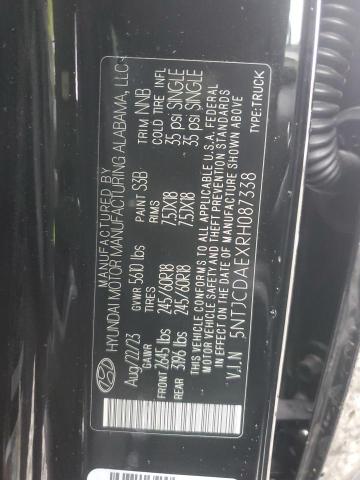 MANUFACTURED BY
HYUNDAI MOTOR MANUFACTURING ALABAMA, LLC
Aug/22/23 GVWR 5610 lbs PAINT S3B TRIM NNB
GAWR TIRES RIMS COLD TIRE INFL
FRONT 2645 lbs 245/60R18 7.5JX18 35 psi SINGLE
REAR 3196 lbs 245/60R18 7.5JX18 35 psi SINGLE
THIS VEHICLE CONFORMS TO ALL APPLICABLE U.S.A. FEDERAL
MOTOR VEHICLE SAFETY AND THEFT PREVENTION STANDARDS
IN EFFECT ON THE DATE OF MANUFACTURE SHOWN ABOVE
V.I.N 5NTJCDAEXRH087338 TYPE:TRUCK